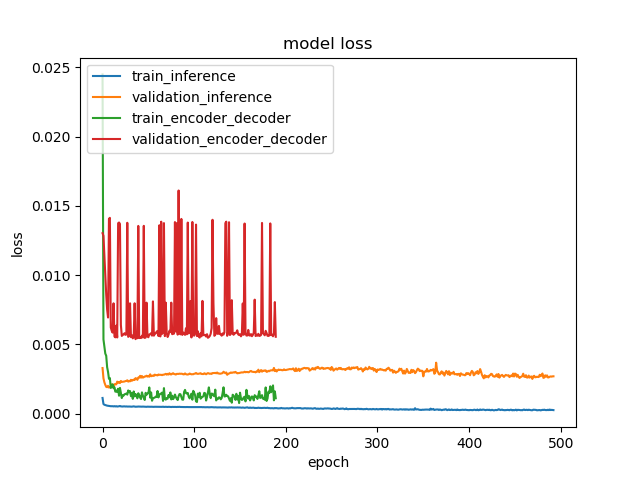 model loss
train_inference
validation_inference
train_encoder_decoder
validation_encoder_decoder
0.025
0.020
0.015
0.010
0.005
0.000
loss
0 100 200 300 400 500
epoch